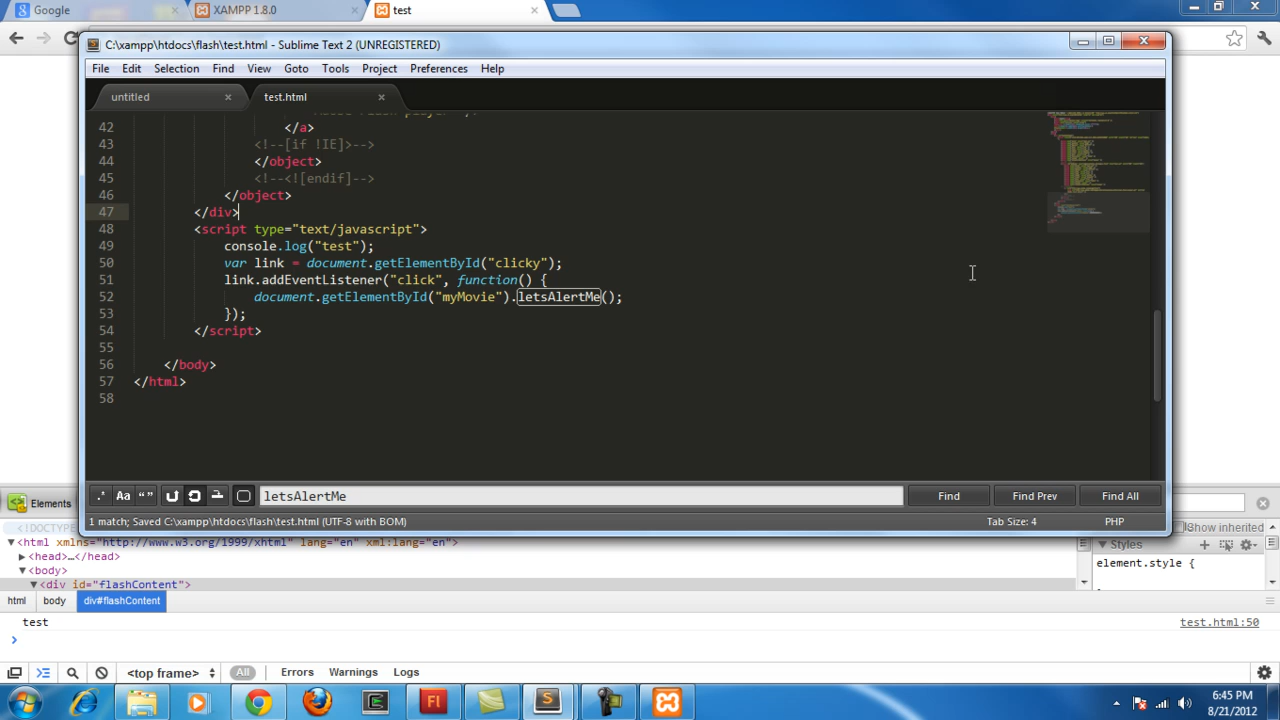 Google
XAMPP 1.8.0
test
C:\xampp\htdocs\flash\test.html - Sublime Text 2 (UNREGISTERED)
File Edit Selection Find View Goto Tools Project Preferences Help
untitled
test.html
42 </a>
43 <!--[if !IE]>-->
44 </object>
45 <!--<![endif]-->
46 </object>
47 </div>
48 <script type="text/javascript">
49 console.log("test");
50 var link = document.getElementById("clicky");
51 link.addEventListener("click", function() {
52 document.getElementById("myMovie").letsAlertMe();
53 });
54 </script>
55
56 </body>
57 </html>
58
.* Aa “ ” letsAlertMe Find Find Prev Find All
1 match; Saved C:\xampp\htdocs\flash\test.html (UTF-8 with BOM) Tab Size: 4 PHP
Elements
<!DOCTYPE
Show inherited
<html xmlns="http://www.w3.org/1999/xhtml" lang="en" xml:lang="en">
<head>…</head>
<body>
<div id="flashContent">
Styles
element.style {
html body div#flashContent
test test.html:50
<top frame> All Errors Warnings Logs
6:45 PM
8/21/2012